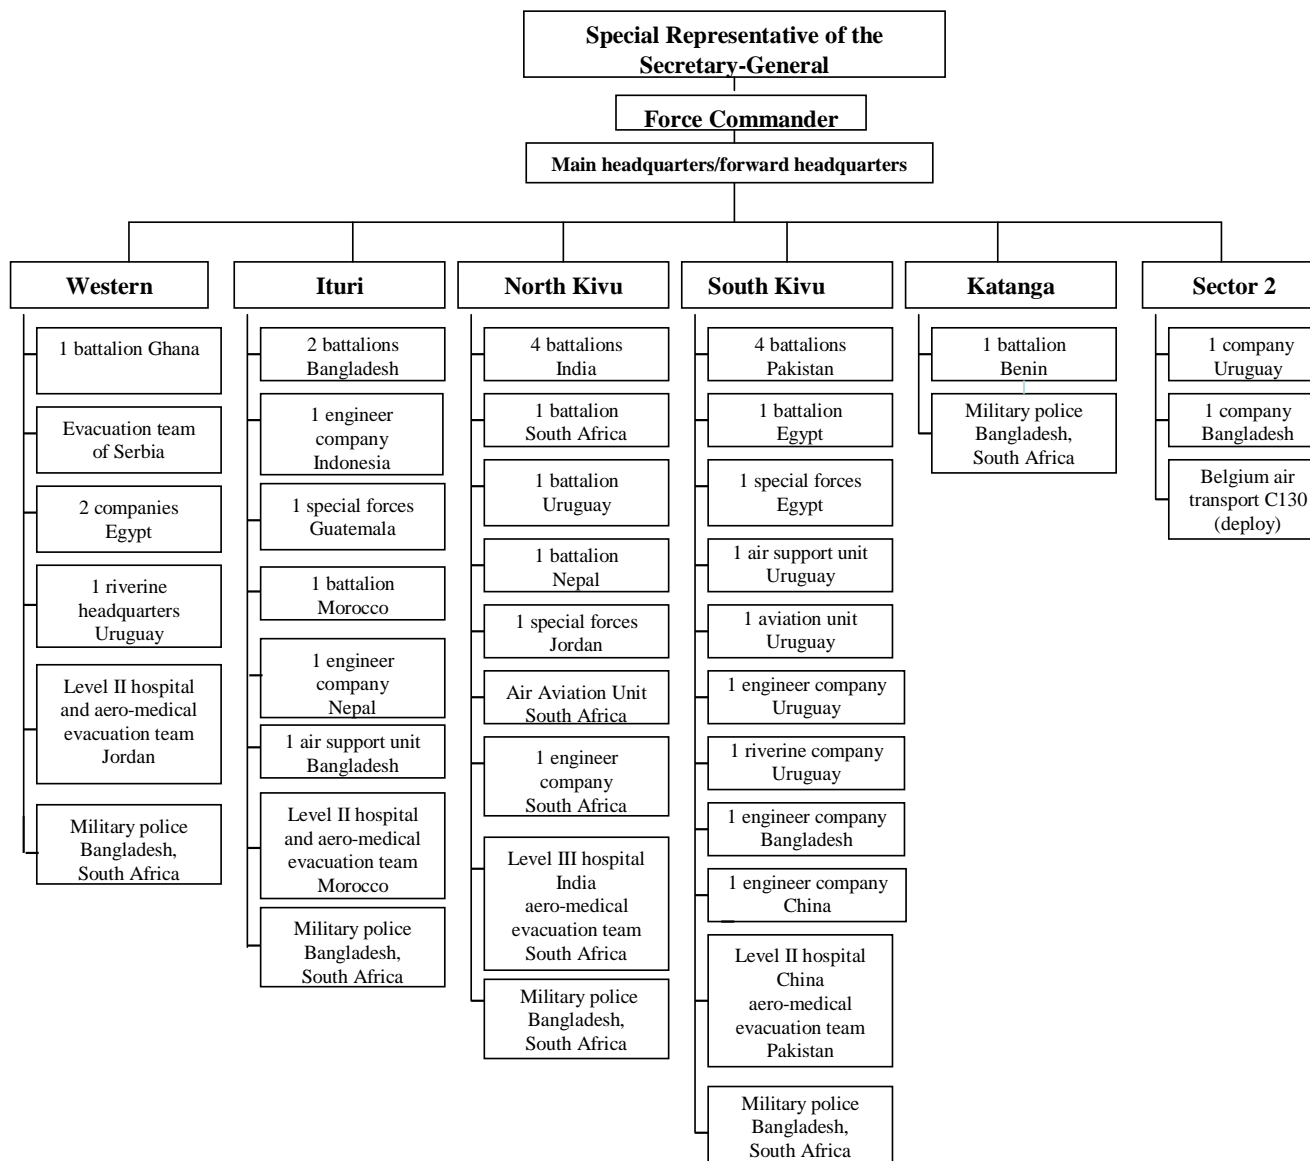 Special Representative of the
Secretary-General
Force Commander
Main headquarters/forward headquarters
Western
1 battalion Ghana
Evacuation team
of Serbia
2 companies
Egypt
1 riverine
headquarters
Uruguay
Level II hospital
and aero-medical
evacuation team
Jordan
Military police
Bangladesh,
South Africa
Ituri
2 battalions
Bangladesh
1 engineer
company
Indonesia
1 special forces
Guatemala
1 battalion
Morocco
1 engineer
company
Nepal
1 air support unit
Bangladesh
Level II hospital
and aero-medical
evacuation team
Morocco
Military police
Bangladesh,
South Africa
North Kivu
4 battalions
India
1 battalion
South Africa
1 battalion
Uruguay
1 battalion
Nepal
1 special forces
Jordan
Air Aviation Unit
South Africa
1 engineer
company
South Africa
Level III hospital
India
aero-medical
evacuation team
South Africa
Military police
Bangladesh,
South Africa
South Kivu
4 battalions
Pakistan
1 battalion
Egypt
1 special forces
Egypt
1 air support unit
Uruguay
1 aviation unit
Uruguay
1 engineer company
Uruguay
1 riverine company
Uruguay
1 engineer company
Bangladesh
1 engineer company
China
Level II hospital
China
aero-medical
evacuation team
Pakistan
Military police
Bangladesh,
South Africa
Katanga
1 battalion
Benin
Military police
Bangladesh,
South Africa
Sector 2
1 company
Uruguay
1 company
Bangladesh
Belgium air
transport C130
(deploy)